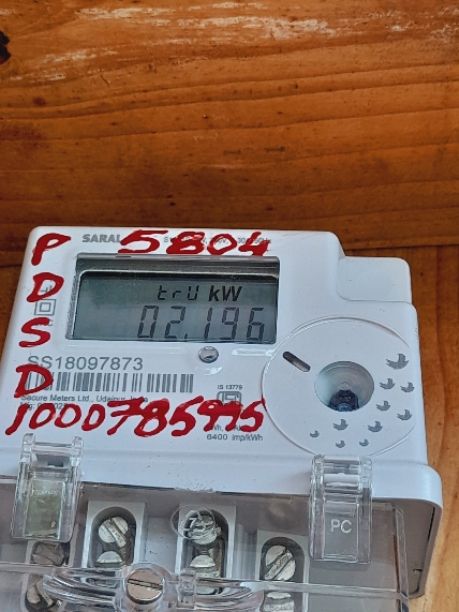 SARAL
P 5804
trU kW
D
02.196
S
SS18097873
D
IS 13779
Secure Meters Ltd., Udaipur, India
1000785995
6400 imp/kWh
PC